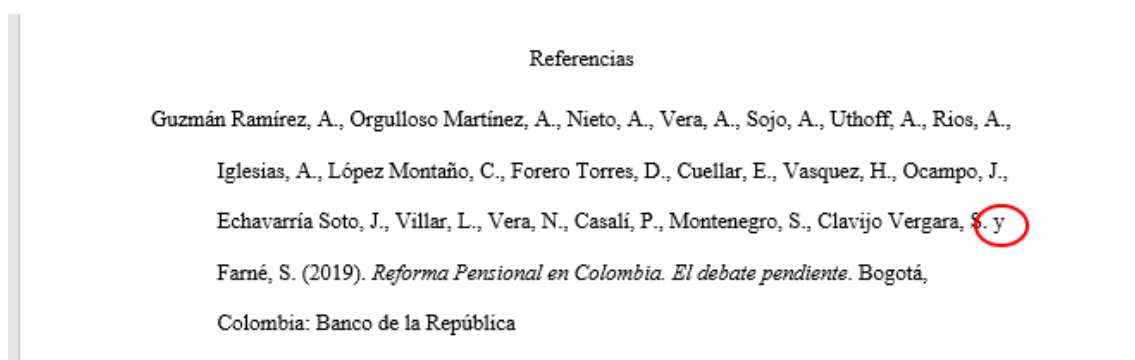 Referencias
Guzmán Ramírez, A., Orgulloso Martínez, A., Nieto, A., Vera, A., Sojo, A., Uthoff, A., Rios, A.,
Iglesias, A., López Montaño, C., Forero Torres, D., Cuellar, E., Vasquez, H., Ocampo, J.,
Echavarría Soto, J., Villar, L., Vera, N., Casalí, P., Montenegro, S., Clavijo Vergara, S. y
Farné, S. (2019). Reforma Pensional en Colombia. El debate pendiente. Bogotá,
Colombia: Banco de la República